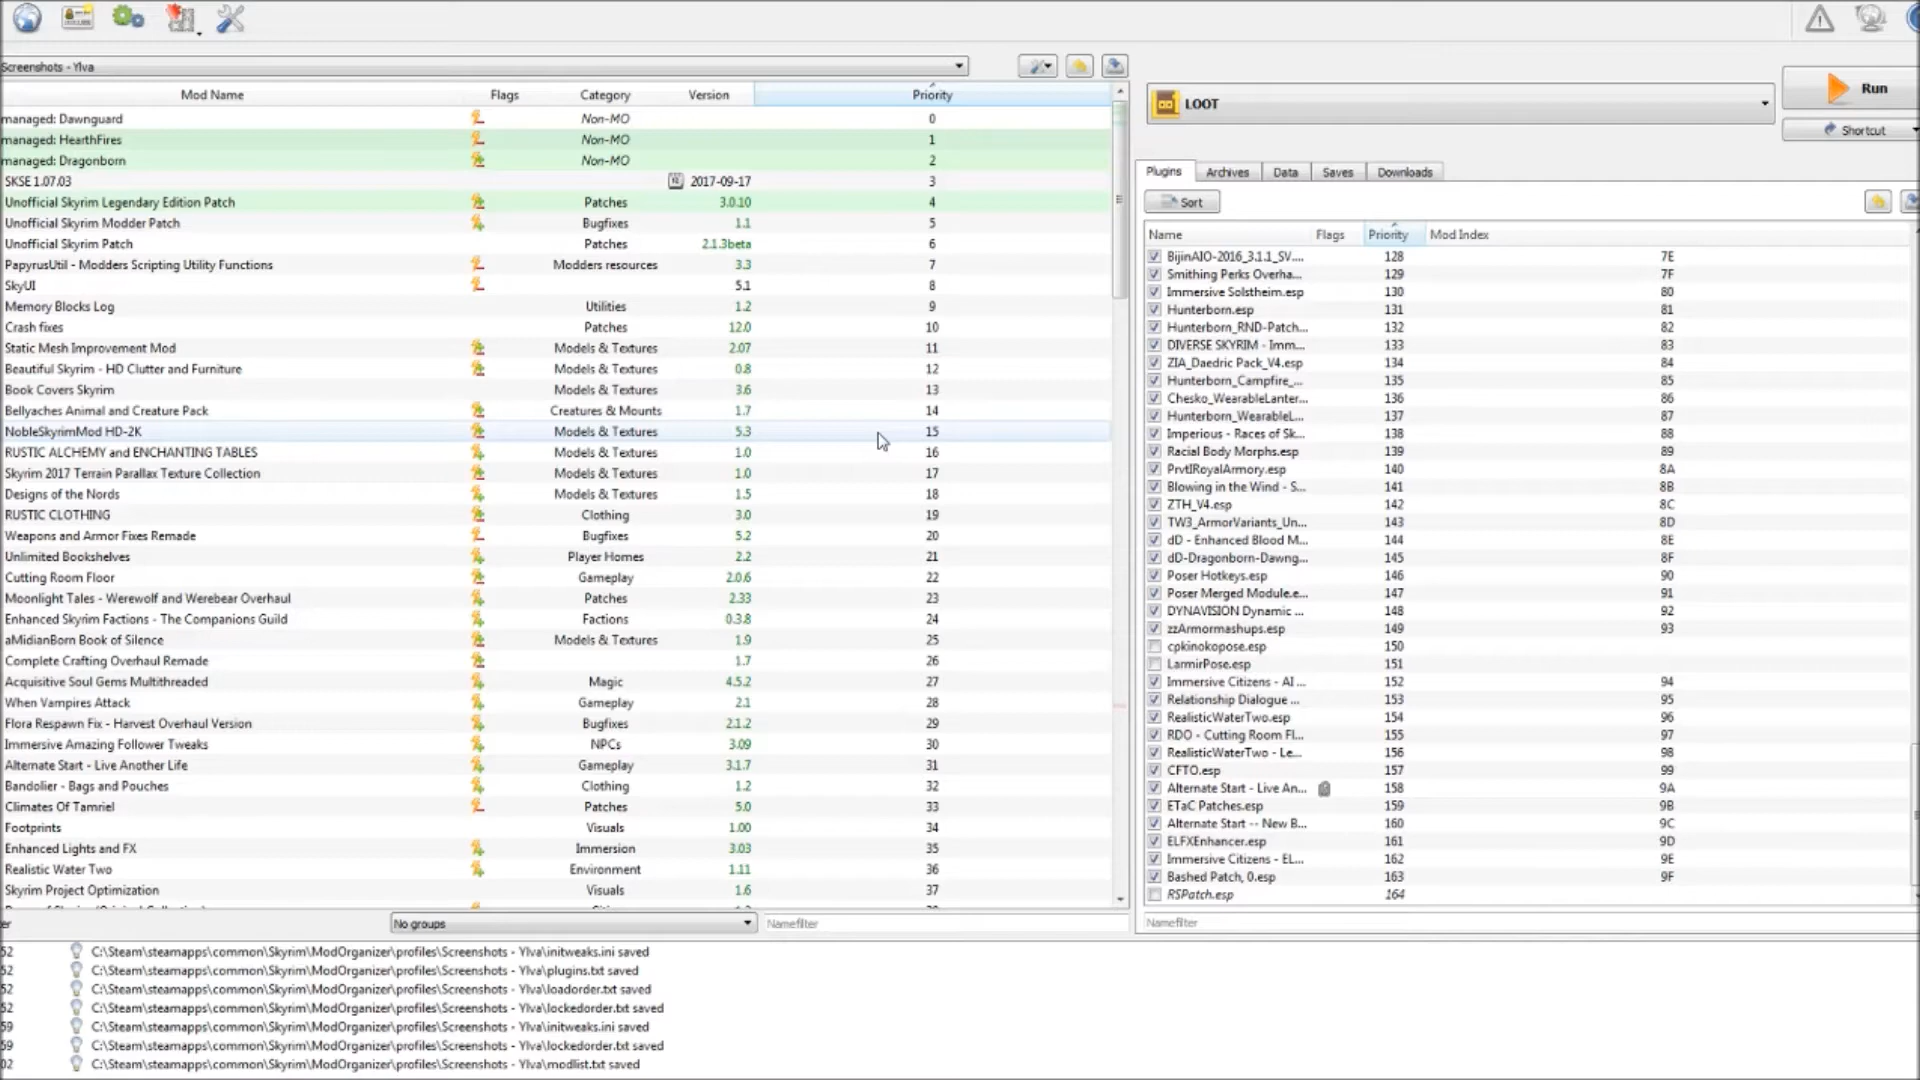 Screenshots - Ylva
Mod Name Flags Category Version Priority
managed: Dawnguard Non-MO 0
managed: HearthFires Non-MO 1
managed: Dragonborn Non-MO 2
SKSE 1.07.03 2017-09-17 3
Unofficial Skyrim Legendary Edition Patch Patches 3.0.10 4
Unofficial Skyrim Modder Patch Bugfixes 1.1 5
Unofficial Skyrim Patch Patches 2.1.3beta 6
PapyrusUtil - Modders Scripting Utility Functions Modders resources 3.3 7
SkyUI 5.1 8
Memory Blocks Log Utilities 1.2 9
Crash fixes Patches 12.0 10
Static Mesh Improvement Mod Models & Textures 2.07 11
Beautiful Skyrim - HD Clutter and Furniture Models & Textures 0.8 12
Book Covers Skyrim Models & Textures 3.6 13
Bellyaches Animal and Creature Pack Creatures & Mounts 1.7 14
NobleSkyrimMod HD-2K Models & Textures 5.3 15
RUSTIC ALCHEMY and ENCHANTING TABLES Models & Textures 1.0 16
Skyrim 2017 Terrain Parallax Texture Collection Models & Textures 1.0 17
Designs of the Nords Models & Textures 1.5 18
RUSTIC CLOTHING Clothing 3.0 19
Weapons and Armor Fixes Remade Bugfixes 5.2 20
Unlimited Bookshelves Player Homes 2.2 21
Cutting Room Floor Gameplay 2.0.6 22
Moonlight Tales - Werewolf and Werebear Overhaul Patches 2.33 23
Enhanced Skyrim Factions - The Companions Guild Factions 0.3.8 24
aMidianBorn Book of Silence Models & Textures 1.9 25
Complete Crafting Overhaul Remade 1.7 26
Acquisitive Soul Gems Multithreaded Magic 4.5.2 27
When Vampires Attack Gameplay 2.1 28
Flora Respawn Fix - Harvest Overhaul Version Bugfixes 2.1.2 29
Immersive Amazing Follower Tweaks NPCs 3.09 30
Alternate Start - Live Another Life Gameplay 3.1.7 31
Bandolier - Bags and Pouches Clothing 1.2 32
Climates Of Tamriel Patches 5.0 33
Footprints Visuals 1.00 34
Enhanced Lights and FX Immersion 3.03 35
Realistic Water Two Environment 1.11 36
Skyrim Project Optimization Visuals 1.6 37
No groups Namefilter
LOOT
Run
Shortcut
Plugins Archives Data Saves Downloads
Sort
Name Flags Priority Mod Index
BijinAIO-2016_3.1.1_SV.... 128 7E
Smithing Perks Overha... 129 7F
Immersive Solstheim.esp 130 80
Hunterborn.esp 131 81
Hunterborn_RND-Patch... 132 82
DIVERSE SKYRIM - Imm... 133 83
ZIA_Daedric Pack_V4.esp 134 84
Hunterborn_Campfire_... 135 85
Chesko_WearableLanter... 136 86
Hunterborn_WearableL... 137 87
Imperious - Races of Sk... 138 88
Racial Body Morphs.esp 139 89
PrvtIRoyalArmory.esp 140 8A
Blowing in the Wind - S... 141 8B
ZTH_V4.esp 142 8C
TW3_ArmorVariants_Un... 143 8D
dD - Enhanced Blood M... 144 8E
dD-Dragonborn-Dawng... 145 8F
Poser Hotkeys.esp 146 90
Poser Merged Module.e... 147 91
DYNAVISION Dynamic ... 148 92
zzArmormashups.esp 149 93
cpkinokopose.esp 150
LarmirPose.esp 151
Immersive Citizens - AI ... 152 94
Relationship Dialogue ... 153 95
RealisticWaterTwo.esp 154 96
RDO - Cutting Room Fl... 155 97
RealisticWaterTwo - Le... 156 98
CFTO.esp 157 99
Alternate Start - Live An... 158 9A
ETaC Patches.esp 159 9B
Alternate Start -- New B... 160 9C
ELFXEnhancer.esp 161 9D
Immersive Citizens - EL... 162 9E
Bashed Patch, 0.esp 163 9F
RSPatch.esp 164
Namefilter
52 C:\Steam\steamapps\common\Skyrim\ModOrganizer\profiles\Screenshots - Ylva\initweaks.ini saved
52 C:\Steam\steamapps\common\Skyrim\ModOrganizer\profiles\Screenshots - Ylva\plugins.txt saved
52 C:\Steam\steamapps\common\Skyrim\ModOrganizer\profiles\Screenshots - Ylva\loadorder.txt saved
52 C:\Steam\steamapps\common\Skyrim\ModOrganizer\profiles\Screenshots - Ylva\lockedorder.txt saved
59 C:\Steam\steamapps\common\Skyrim\ModOrganizer\profiles\Screenshots - Ylva\initweaks.ini saved
59 C:\Steam\steamapps\common\Skyrim\ModOrganizer\profiles\Screenshots - Ylva\lockedorder.txt saved
02 C:\Steam\steamapps\common\Skyrim\ModOrganizer\profiles\Screenshots - Ylva\modlist.txt saved